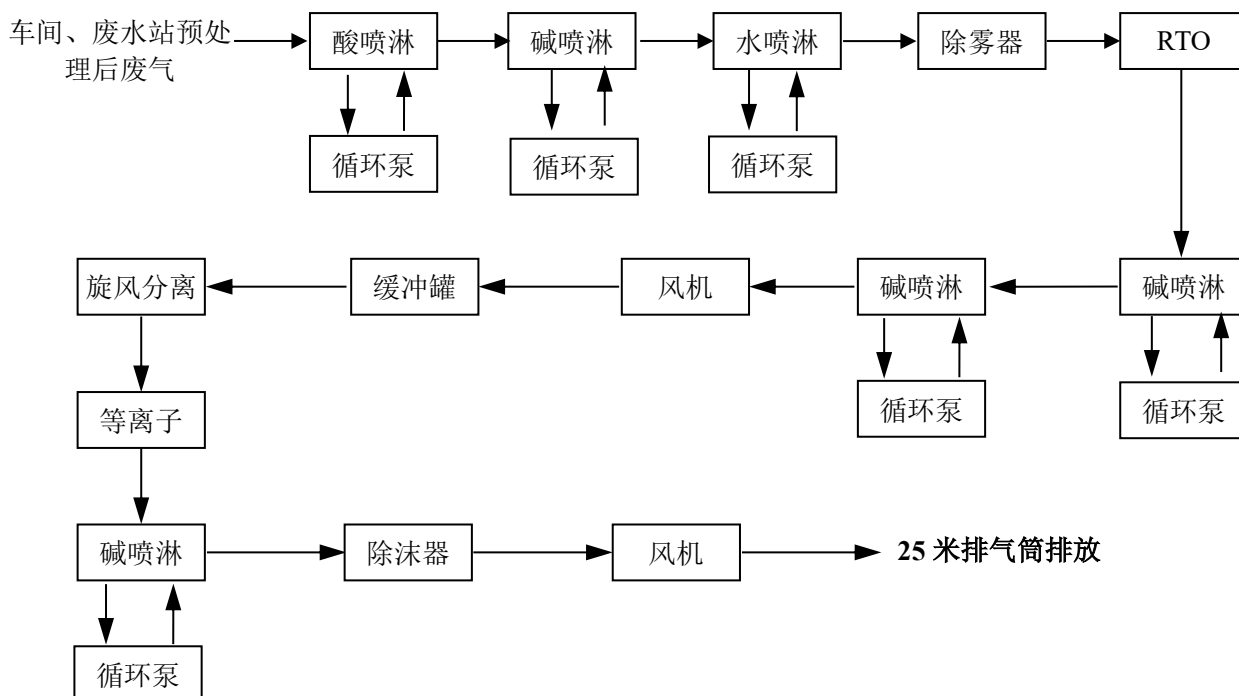 车间、废水站预处
理后废气
酸喷淋
碱喷淋
水喷淋
除雾器
RTO
循环泵
循环泵
循环泵
旋风分离
缓冲罐
风机
碱喷淋
碱喷淋
循环泵
循环泵
等离子
碱喷淋
除沫器
风机
25 米排气筒排放
循环泵